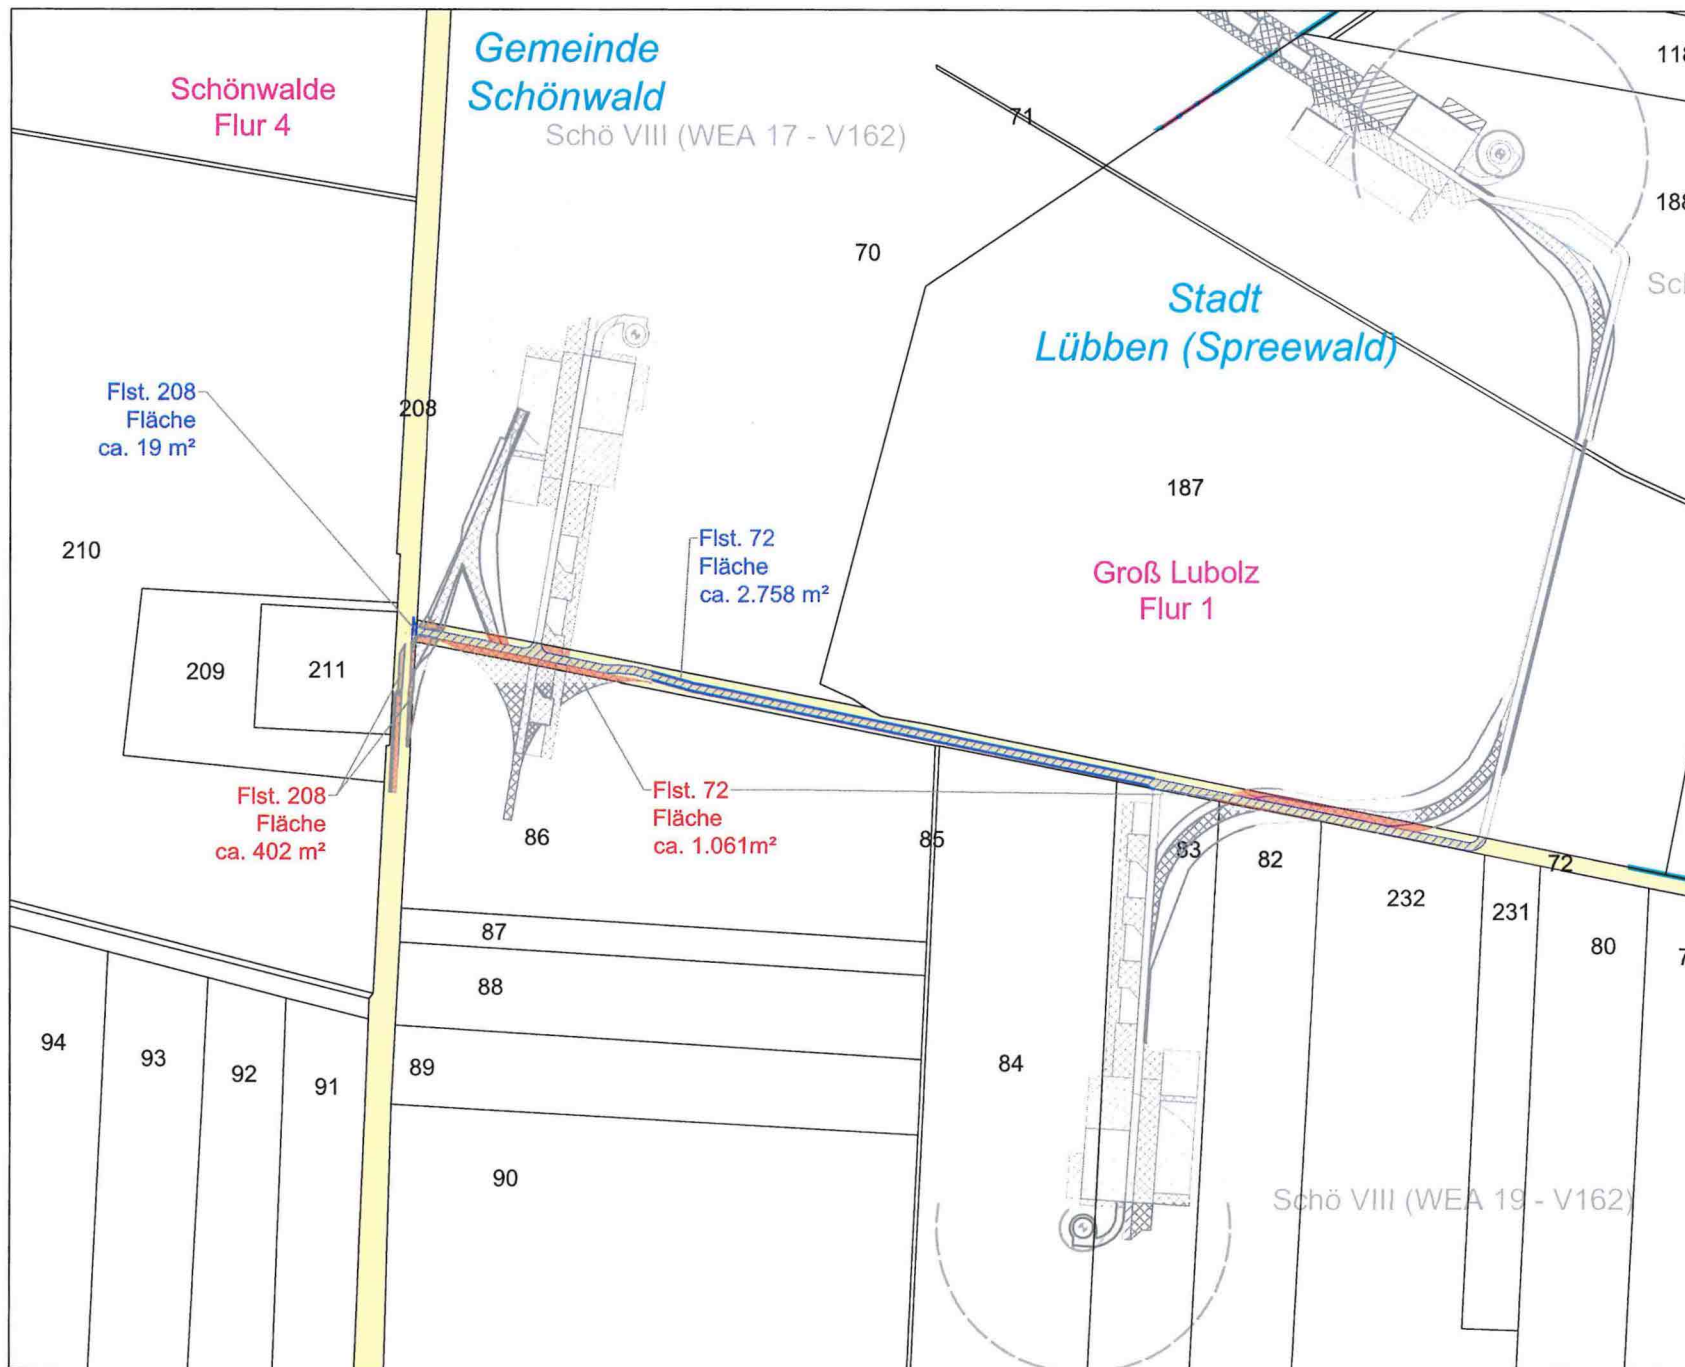 Gemeinde
Schönwald
Schönwalde
Flur 4
Schö VIII (WEA 17 - V162)
71
118
188
70
Stadt
Lübben (Spreewald)
Flst. 208
Fläche
ca. 19 m²
208
187
210
Flst. 72
Fläche
ca. 2.758 m²
Groß Lubolz
Flur 1
209
211
Flst. 208
Fläche
ca. 402 m²
Flst. 72
Fläche
ca. 1.061m²
86
85
83
82
72
232
231
80
87
88
94
93
92
91
89
84
90
Schö VIII (WEA 19 - V162)